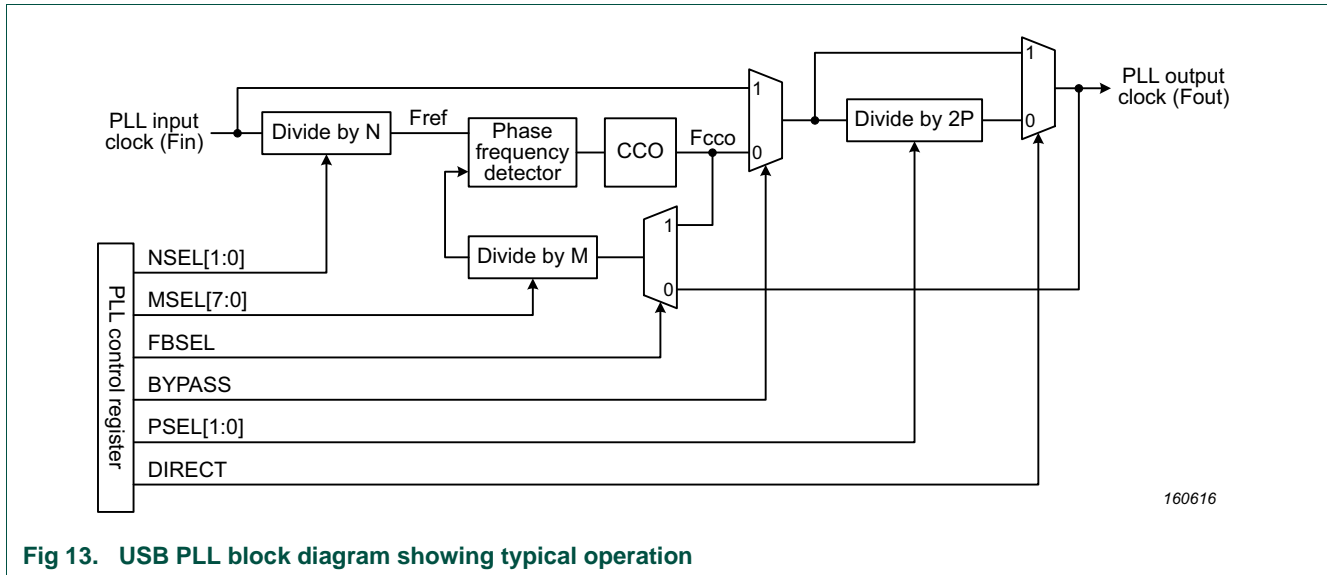 PLL input
clock (Fin)
Divide by N
Fref
Phase
frequency
detector
CCO
Fcco
1
0
Divide by 2P
1
0
PLL output
clock (Fout)
Divide by M
1
0
PLL control register
NSEL[1:0]
MSEL[7:0]
FBSEL
BYPASS
PSEL[1:0]
DIRECT
160616
Fig 13. USB PLL block diagram showing typical operation